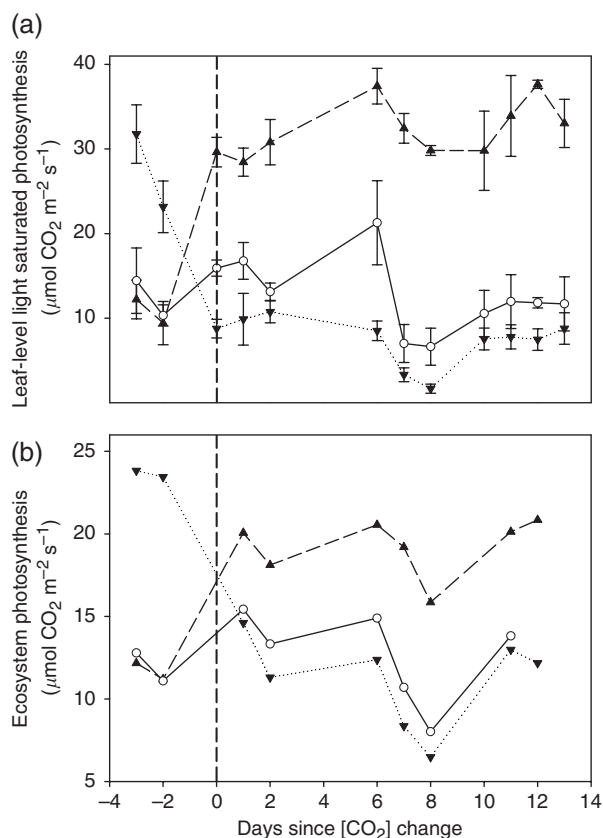 (a)
Leaf-level light saturated photosynthesis
(μmol CO₂ m⁻² s⁻¹)
40
30
20
10
(b)
Ecosystem photosynthesis
(μmol CO₂ m⁻² s⁻¹)
25
20
15
10
5
−4 −2 0 2 4 6 8 10 12 14
Days since [CO₂] change